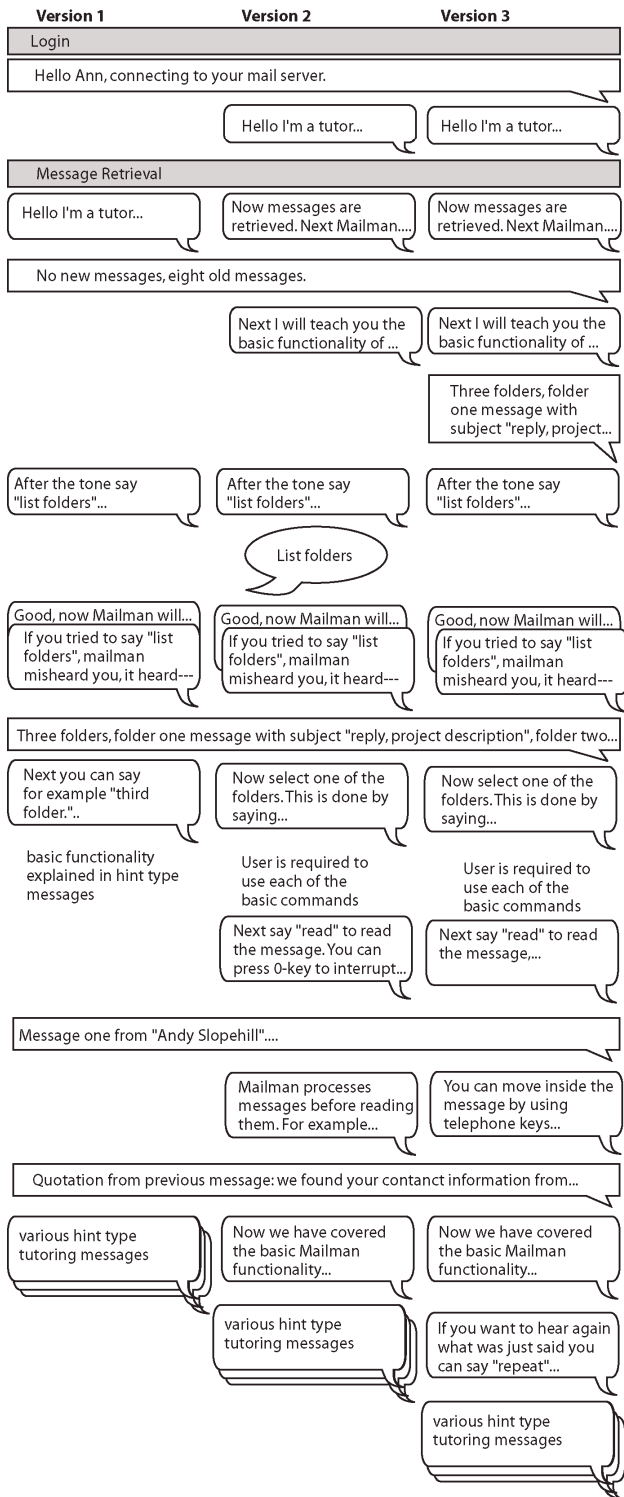 Version 1 Version 2 Version 3
Login
Hello Ann, connecting to your mail server.
Hello I'm a tutor... Hello I'm a tutor...
Message Retrieval
Hello I'm a tutor...
Now messages are
retrieved. Next Mailman....
Now messages are
retrieved. Next Mailman....
No new messages, eight old messages.
Next I will teach you the
basic functionality of ...
Next I will teach you the
basic functionality of ...
Three folders, folder
one message with
subject "reply, project...
After the tone say
"list folders"...
After the tone say
"list folders"...
After the tone say
"list folders"...
List folders
Good, now Mailman will...
If you tried to say "list
folders", mailman
misheard you, it heard---
Good, now Mailman will...
If you tried to say "list
folders", mailman
misheard you, it heard---
Good, now Mailman will...
If you tried to say "list
folders", mailman
misheard you, it heard---
Three folders, folder one message with subject "reply, project description", folder two...
Next you can say
for example "third
folder."..
Now select one of the
folders. This is done by
saying...
Now select one of the
folders. This is done by
saying...
basic functionality
explained in hint type
messages
User is required to
use each of the
basic commands
User is required to
use each of the
basic commands
Next say "read" to read
the message. You can
press 0-key to interrupt...
Next say "read" to read
the message,...
Message one from "Andy Slopehill"....
Mailman processes
messages before reading
them. For example...
You can move inside the
message by using
telephone keys...
Quotation from previous message: we found your contanct information from...
various hint type
tutoring messages
Now we have covered
the basic Mailman
functionality...
Now we have covered
the basic Mailman
functionality...
various hint type
tutoring messages
If you want to hear again
what was just said you
can say "repeat"...
various hint type
tutoring messages